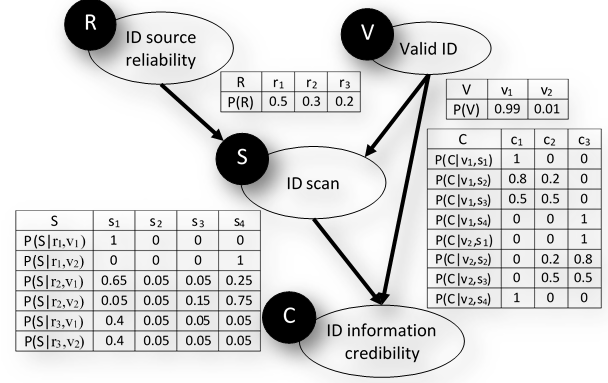 R
ID source
reliability
V
Valid ID
R r₁ r₂ r₃
P(R) 0.5 0.3 0.2
V v₁ v₂
P(V) 0.99 0.01
S
ID scan
C c₁ c₂ c₃
P(C|v₁,s₁) 1 0 0
P(C|v₁,s₂) 0.8 0.2 0
P(C|v₁,s₃) 0.5 0.5 0
P(C|v₁,s₄) 0 0 1
P(C|v₂,s₁) 0 0 1
P(C|v₂,s₂) 0 0.2 0.8
P(C|v₂,s₃) 0 0.5 0.5
P(C|v₂,s₄) 1 0 0
S s₁ s₂ s₃ s₄
P(S|r₁,v₁) 1 0 0 0
P(S|r₁,v₂) 0 0 0 1
P(S|r₂,v₁) 0.65 0.05 0.05 0.25
P(S|r₂,v₂) 0.05 0.05 0.15 0.75
P(S|r₃,v₁) 0.4 0.05 0.05 0.05
P(S|r₃,v₂) 0.4 0.05 0.05 0.05
C
ID information
credibility